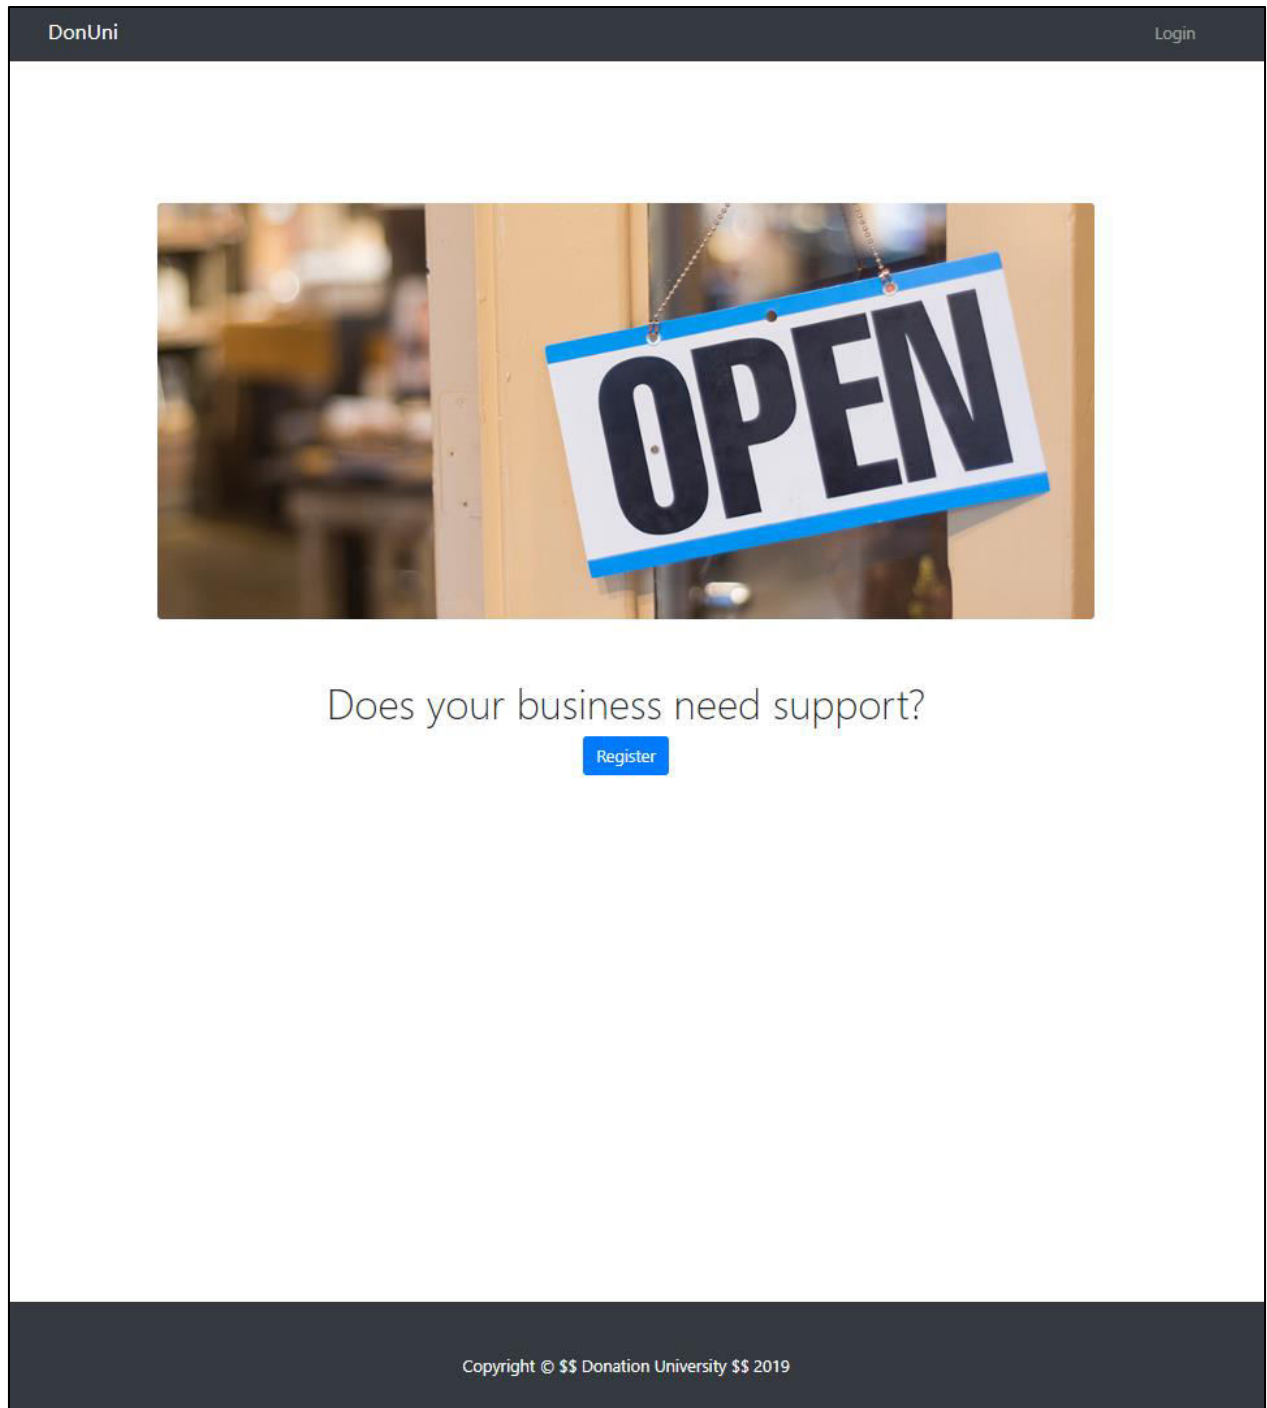 DonUni
Login
OPEN
Does your business need support?
Register
Copyright © $$ Donation University $$ 2019